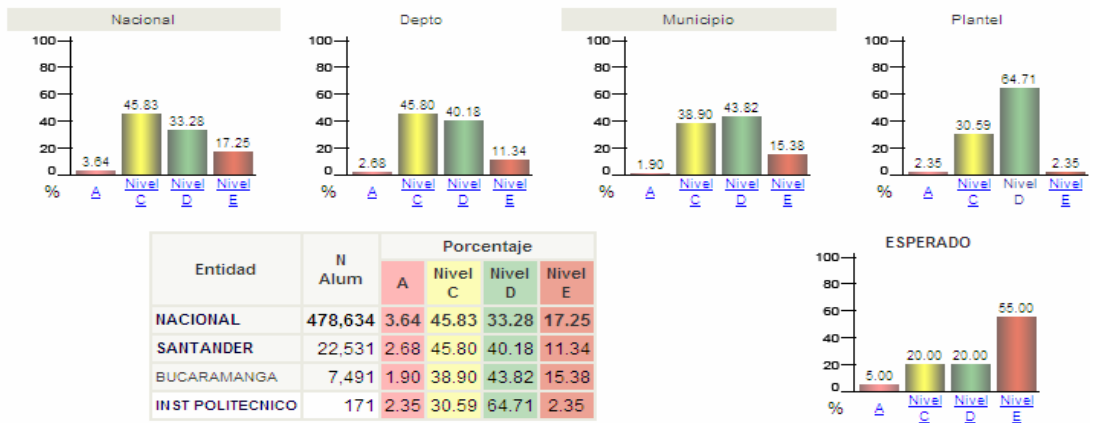 Nacional
100
80
60
40
20
0
%
3.64
45.83
33.28
17.25
A
Nivel C
Nivel D
Nivel E
Depto
100
80
60
40
20
0
%
2.68
45.80
40.18
11.34
A
Nivel C
Nivel D
Nivel E
Municipio
100
80
60
40
20
0
%
1.90
38.90
43.82
15.38
A
Nivel C
Nivel D
Nivel E
Plantel
100
80
60
40
20
0
%
2.35
30.59
64.71
2.35
A
Nivel C
Nivel D
Nivel E
Entidad N Alum Porcentaje
A Nivel C Nivel D Nivel E
NACIONAL 478,634 3.64 45.83 33.28 17.25
SANTANDER 22,531 2.68 45.80 40.18 11.34
BUCARAMANGA 7,491 1.90 38.90 43.82 15.38
INST POLITECNICO 171 2.35 30.59 64.71 2.35
ESPERADO
100
80
60
40
20
0
%
5.00
20.00
20.00
55.00
A
Nivel C
Nivel D
Nivel E